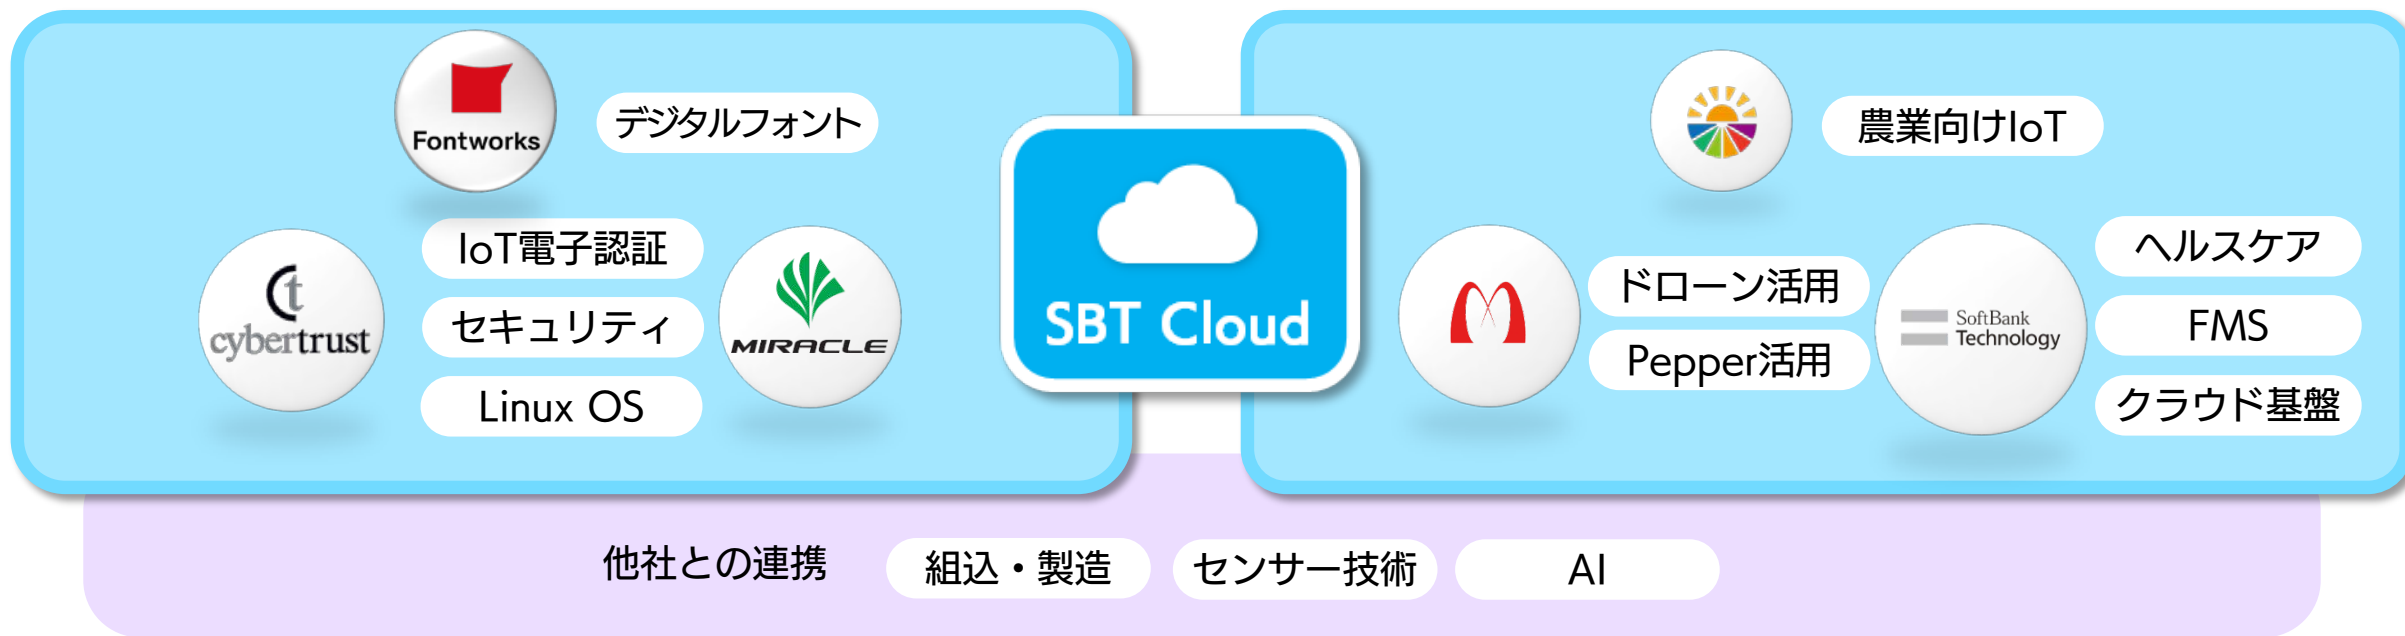 Fontworks
デジタルフォント
cybertrust
IoT電子認証
セキュリティ
Linux OS
MIRACLE
SBT Cloud
農業向けIoT
ドローン活用
Pepper活用
SoftBank
Technology
ヘルスケア
FMS
クラウド基盤
他社との連携
組込・製造
センサー技術
AI